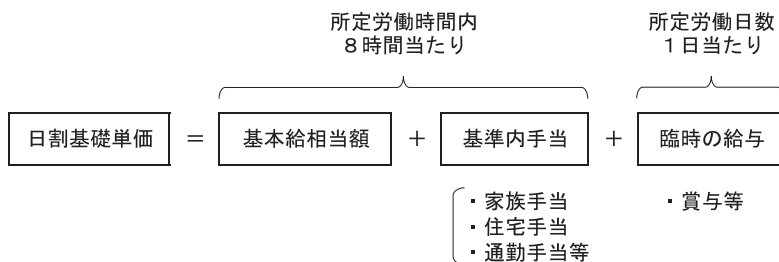 所定労働時間内
８時間当たり
所定労働日数
１日当たり
日割基礎単価 ＝ 基本給相当額 ＋ 基準内手当 ＋ 臨時の給与
・家族手当
・住宅手当
・通勤手当等
・賞与等